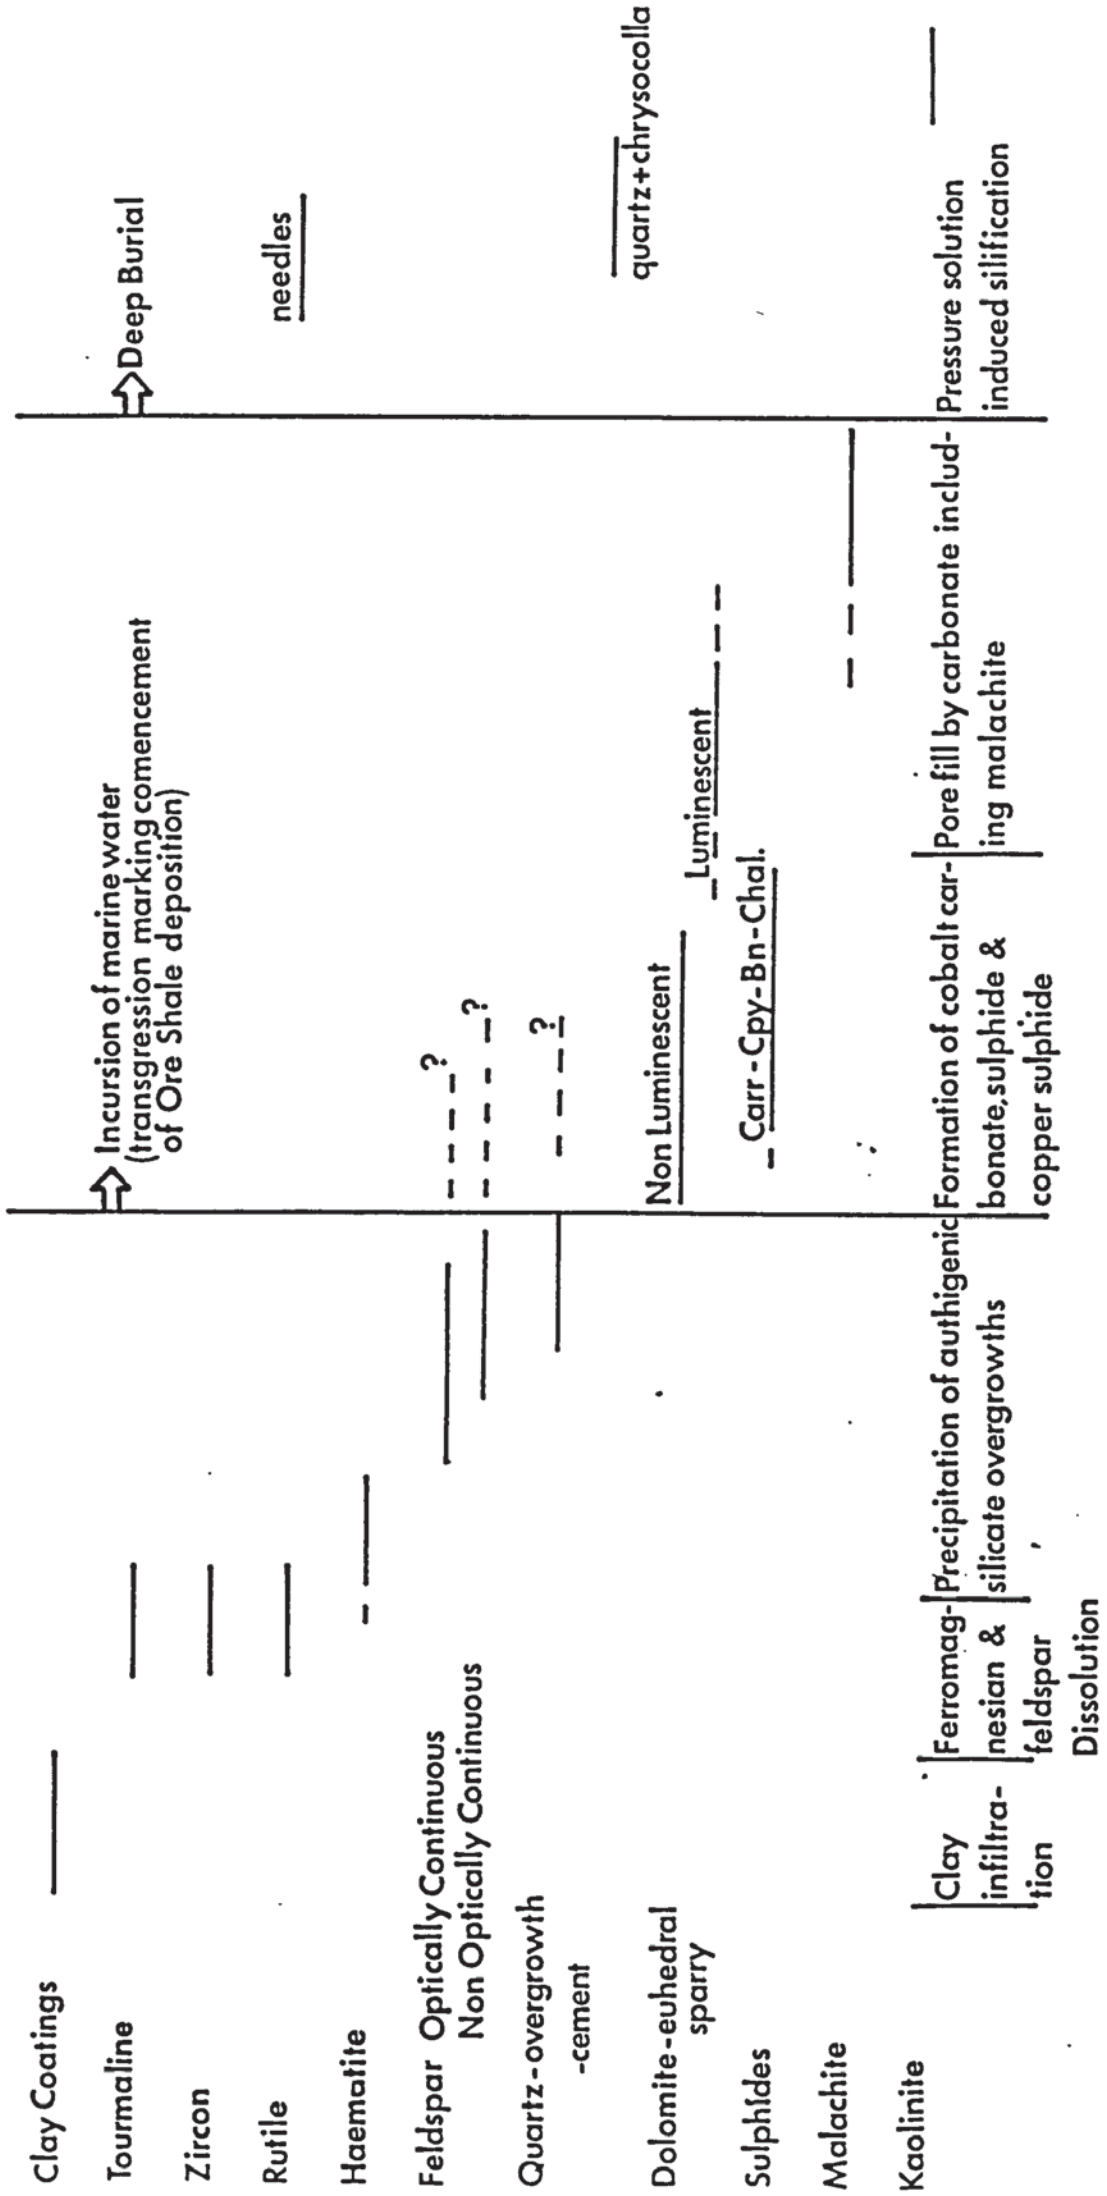 Incursion of marine water
(transgression marking comencement
of Ore Shale deposition)
Deep Burial
Clay Coatings
Tourmaline
Zircon
Rutile
needles
Haematite
Feldspar Optically Continuous
?
Non Optically Continuous
?
Quartz-overgrowth
?
-cement
quartz+chrysocolla
Dolomite-euhedral
Non Luminescent
sparry
Luminescent
Sulphides
Carr-Cpy-Bn-Chal.
Malachite
Kaolinite
Clay
infiltra-
tion
Ferromag-
nesian &
feldspar
Dissolution
Precipitation of authigenic
silicate overgrowths
Formation of cobalt car-
bonate,sulphide &
copper sulphide
Pore fill by carbonate includ-
ing malachite
Pressure solution
induced silification